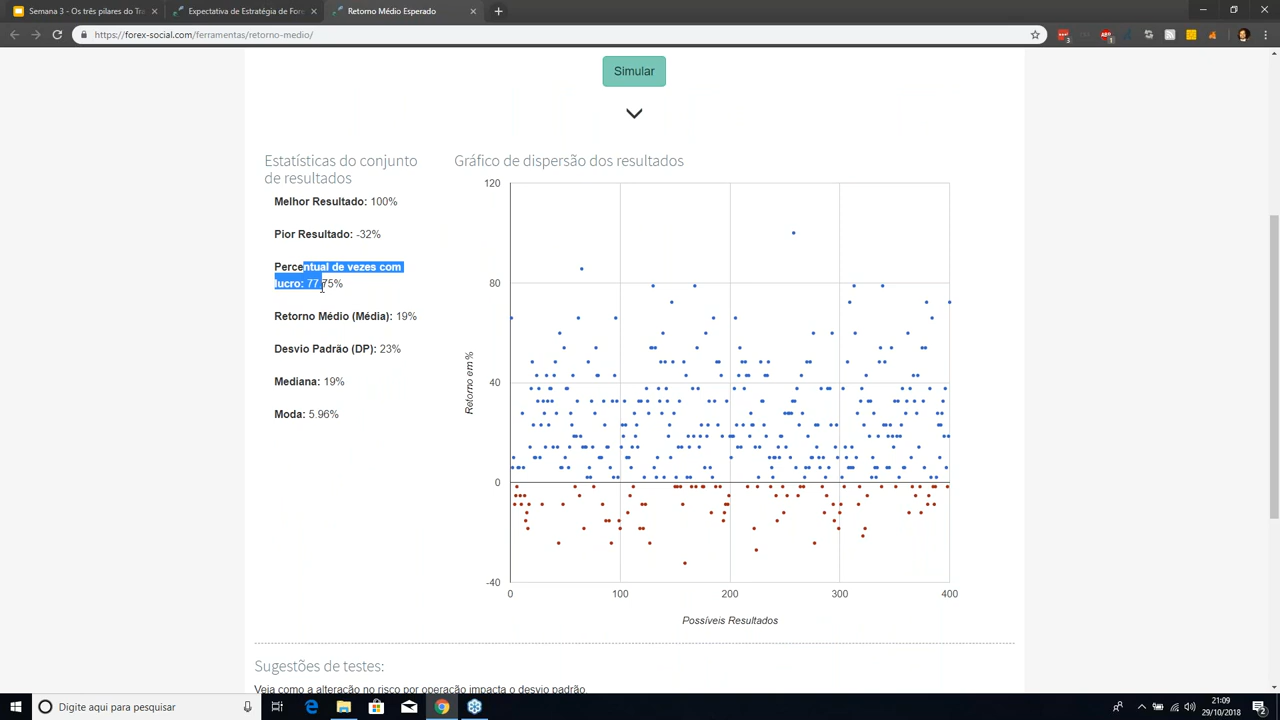 Semana 3 - Os três pilares do Tra
Expectativa de Estratégia de Fore
Retorno Médio Esperado
https://forex-social.com/ferramentas/retorno-medio/
Simular
Estatísticas do conjunto
de resultados
Melhor Resultado: 100%
Pior Resultado: -32%
Percentual de vezes com
lucro: 77.75%
Retorno Médio (Média): 19%
Desvio Padrão (DP): 23%
Mediana: 19%
Moda: 5.96%
Gráfico de dispersão dos resultados
120
80
40
0
-40
Retorno em %
0
100
200
300
400
Possíveis Resultados
Sugestões de testes:
Veja como a alteração no risco por operação impacta o desvio padrão
Digite aqui para pesquisar
21:09
29/10/2018